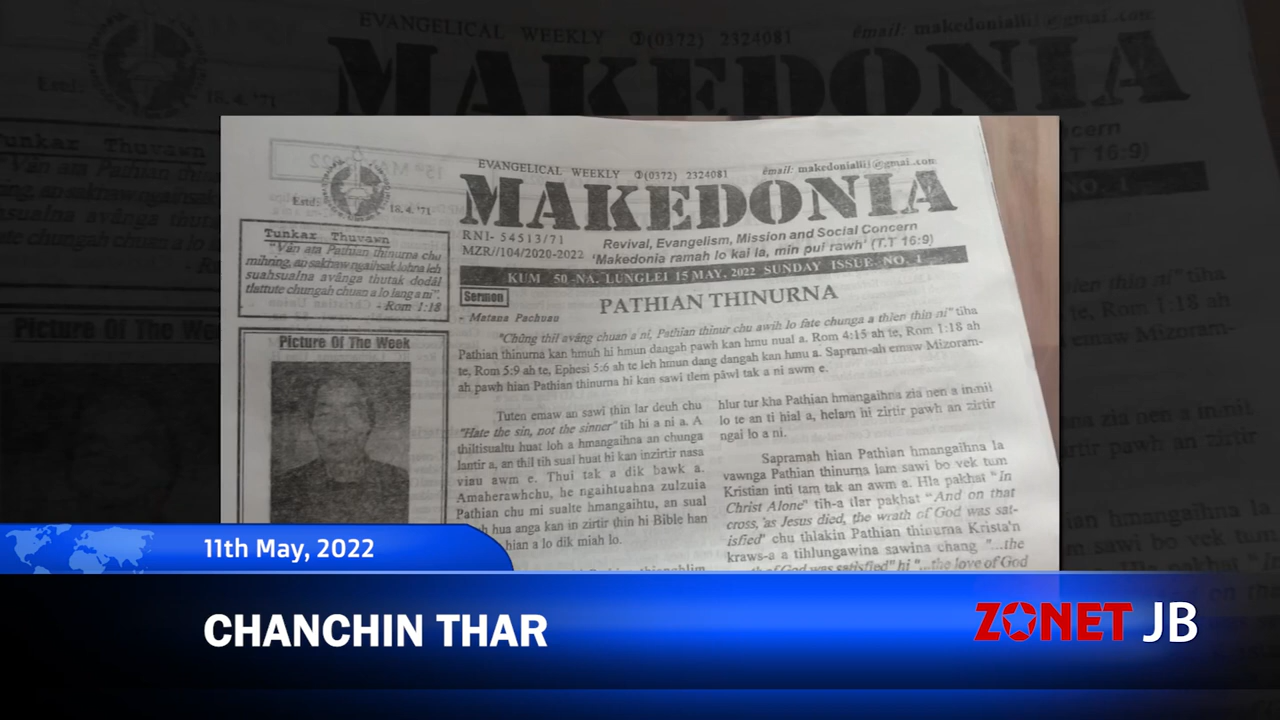 EVANGELICAL WEEKLY ✆(0372) 2324081 email: makedonialli1@gmai.com
MAKEDONIA
Estd: 18. 4. '71
RNI- 54513/71
MZR//104/2020-2022
Revival, Evangelism, Mission and Social Concern
'Makedonia ramah lo kal la, min pui rawh' (T.T 16:9)
KUM 50 -NA, LUNGLEI 15 MAY, 2022 SUNDAY ISSUE NO. 1
Tunkar Thuvawn
"Vân ata Pathian thinurna chu
mihring, an sakhaw ngaihsak lohna leh
suahsualna avânga thutak dodâl
thattute chungah chuan a lo lang a ni".
- Rom 1:18
Picture Of The Week
Sermon
- Matana Pachuau
PATHIAN THINURNA
"Chûng thil avâng chuan a ni, Pathian thinur chu awih lo fate chunga a thlen thin ni" tiha
Pathian thinurna kan hmuh hi hmun dangah pawh kan hmu nual a. Rom 4:15 ah te, Rom 1:18 ah
te, Rom 5:9 ah te, Ephesi 5:6 ah te leh hmun dang dangah kan hmu a. Sapram-ah emaw Mizoram-
ah pawh hian Pathian thinurna hi kan sawi tlem pâwl tak a ni awm e.
Tuten emaw an sawi thin lar deuh chu
"Hate the sin, not the sinner" tih hi a ni a. A
thiltisualtu huat loh a hmangaihna an chunga
lantir a, an thil tih sual huat hi kan inzirtir nasa
viau awm e. Thui tak a dik bawk a.
Amaherawhchu, he ngaihtuahna zulzuia
Pathian chu mi sualte hmangaihtu, an sual
hua anga kan in zirtir thin hi Bible han
hian a lo dik miah lo.
hlur tur kha Pathian hmangaihna zia nen a inmil
lo te an ti hial a, helam hi zirtir pawh an zirtir
ngai lo a ni.
Sapramah hian Pathian hmangaihna la
vawnga Pathian thinurna lam sawi bo vek tum
Kristian inti tam tak an awm a. Hla pakhat "In
Christ Alone" tih-a tlar pakhat "And on that
cross, as Jesus died, the wrath of God was sat-
isfied" chu thlakin Pathian thinurna Krista'n
kraws-a a tihlungawina sawina chang "...the
of God was satisfied" hi "...the love of God
11th May, 2022
CHANCHIN THAR
ZONET JB